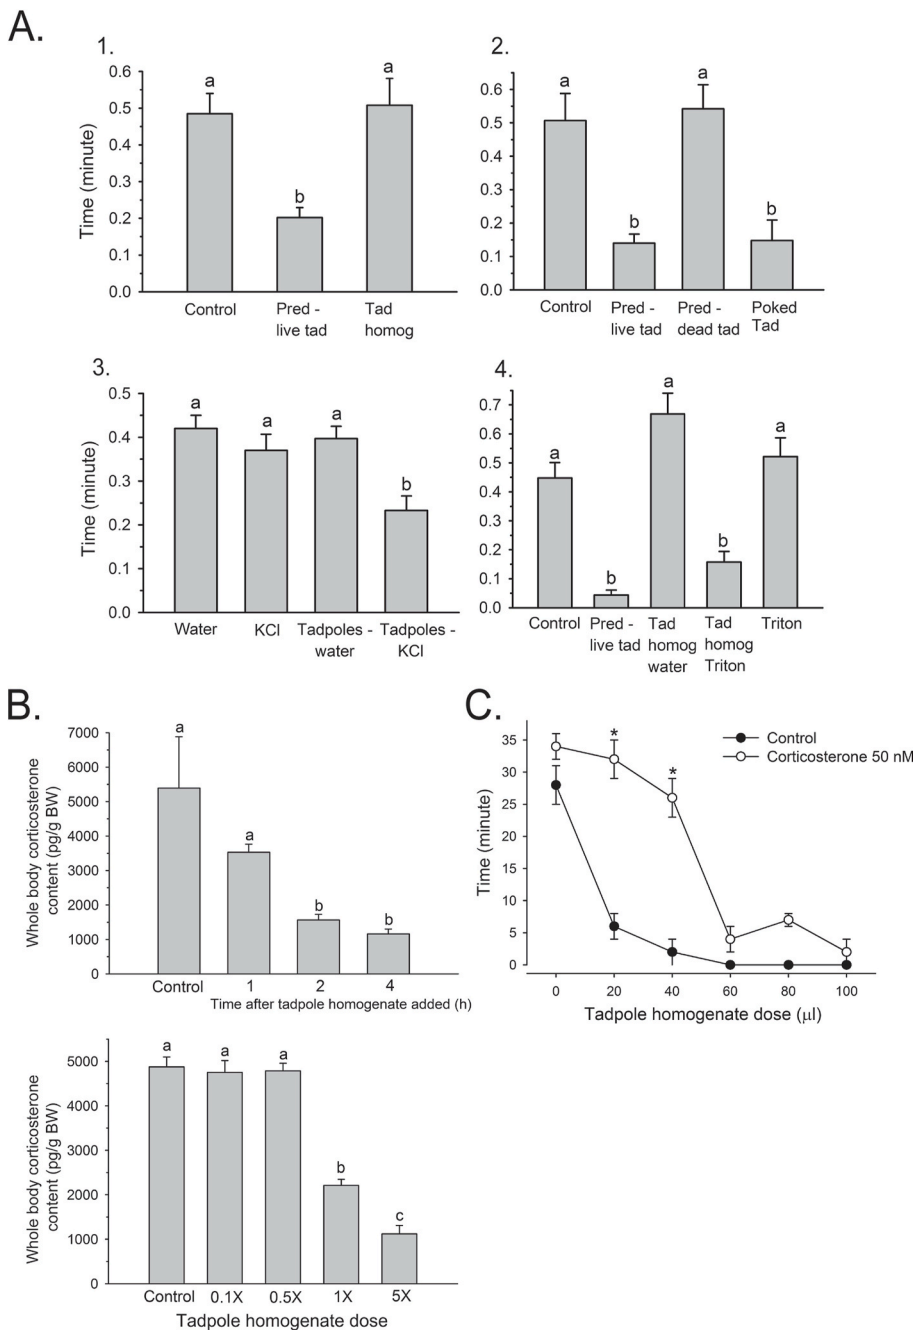 A.
1.
Time (minute)
0.6
0.5
0.4
0.3
0.2
0.1
0.0
a
b
a
Control
Pred -
live tad
Tad
homog
2.
0.6
0.5
0.4
0.3
0.2
0.1
0.0
a
b
a
b
Control
Pred -
live tad
Pred -
dead tad
Poked
Tad
3.
Time (minute)
0.5
0.4
0.3
0.2
0.1
0.0
a
a
a
b
Water
KCl
Tadpoles -
water
Tadpoles -
KCl
4.
0.7
0.6
0.5
0.4
0.3
0.2
0.1
0.0
a
b
a
b
a
Control
Pred -
live tad
Tad
homog
water
Tad
homog
Triton
Triton
B.
Whole body corticosterone
content (pg/g BW)
7000
6000
5000
4000
3000
2000
1000
0
a
a
b
b
Control
1
2
4
Time after tadpole homogenate added (h)
Whole body corticosterone
content (pg/g BW)
5000
4000
3000
2000
1000
0
a
a
a
b
c
Control
0.1X
0.5X
1X
5X
Tadpole homogenate dose
C.
Time (minute)
35
30
25
20
15
10
5
0
*
*
Control
Corticosterone 50 nM
0
20
40
60
80
100
Tadpole homogenate dose (µl)